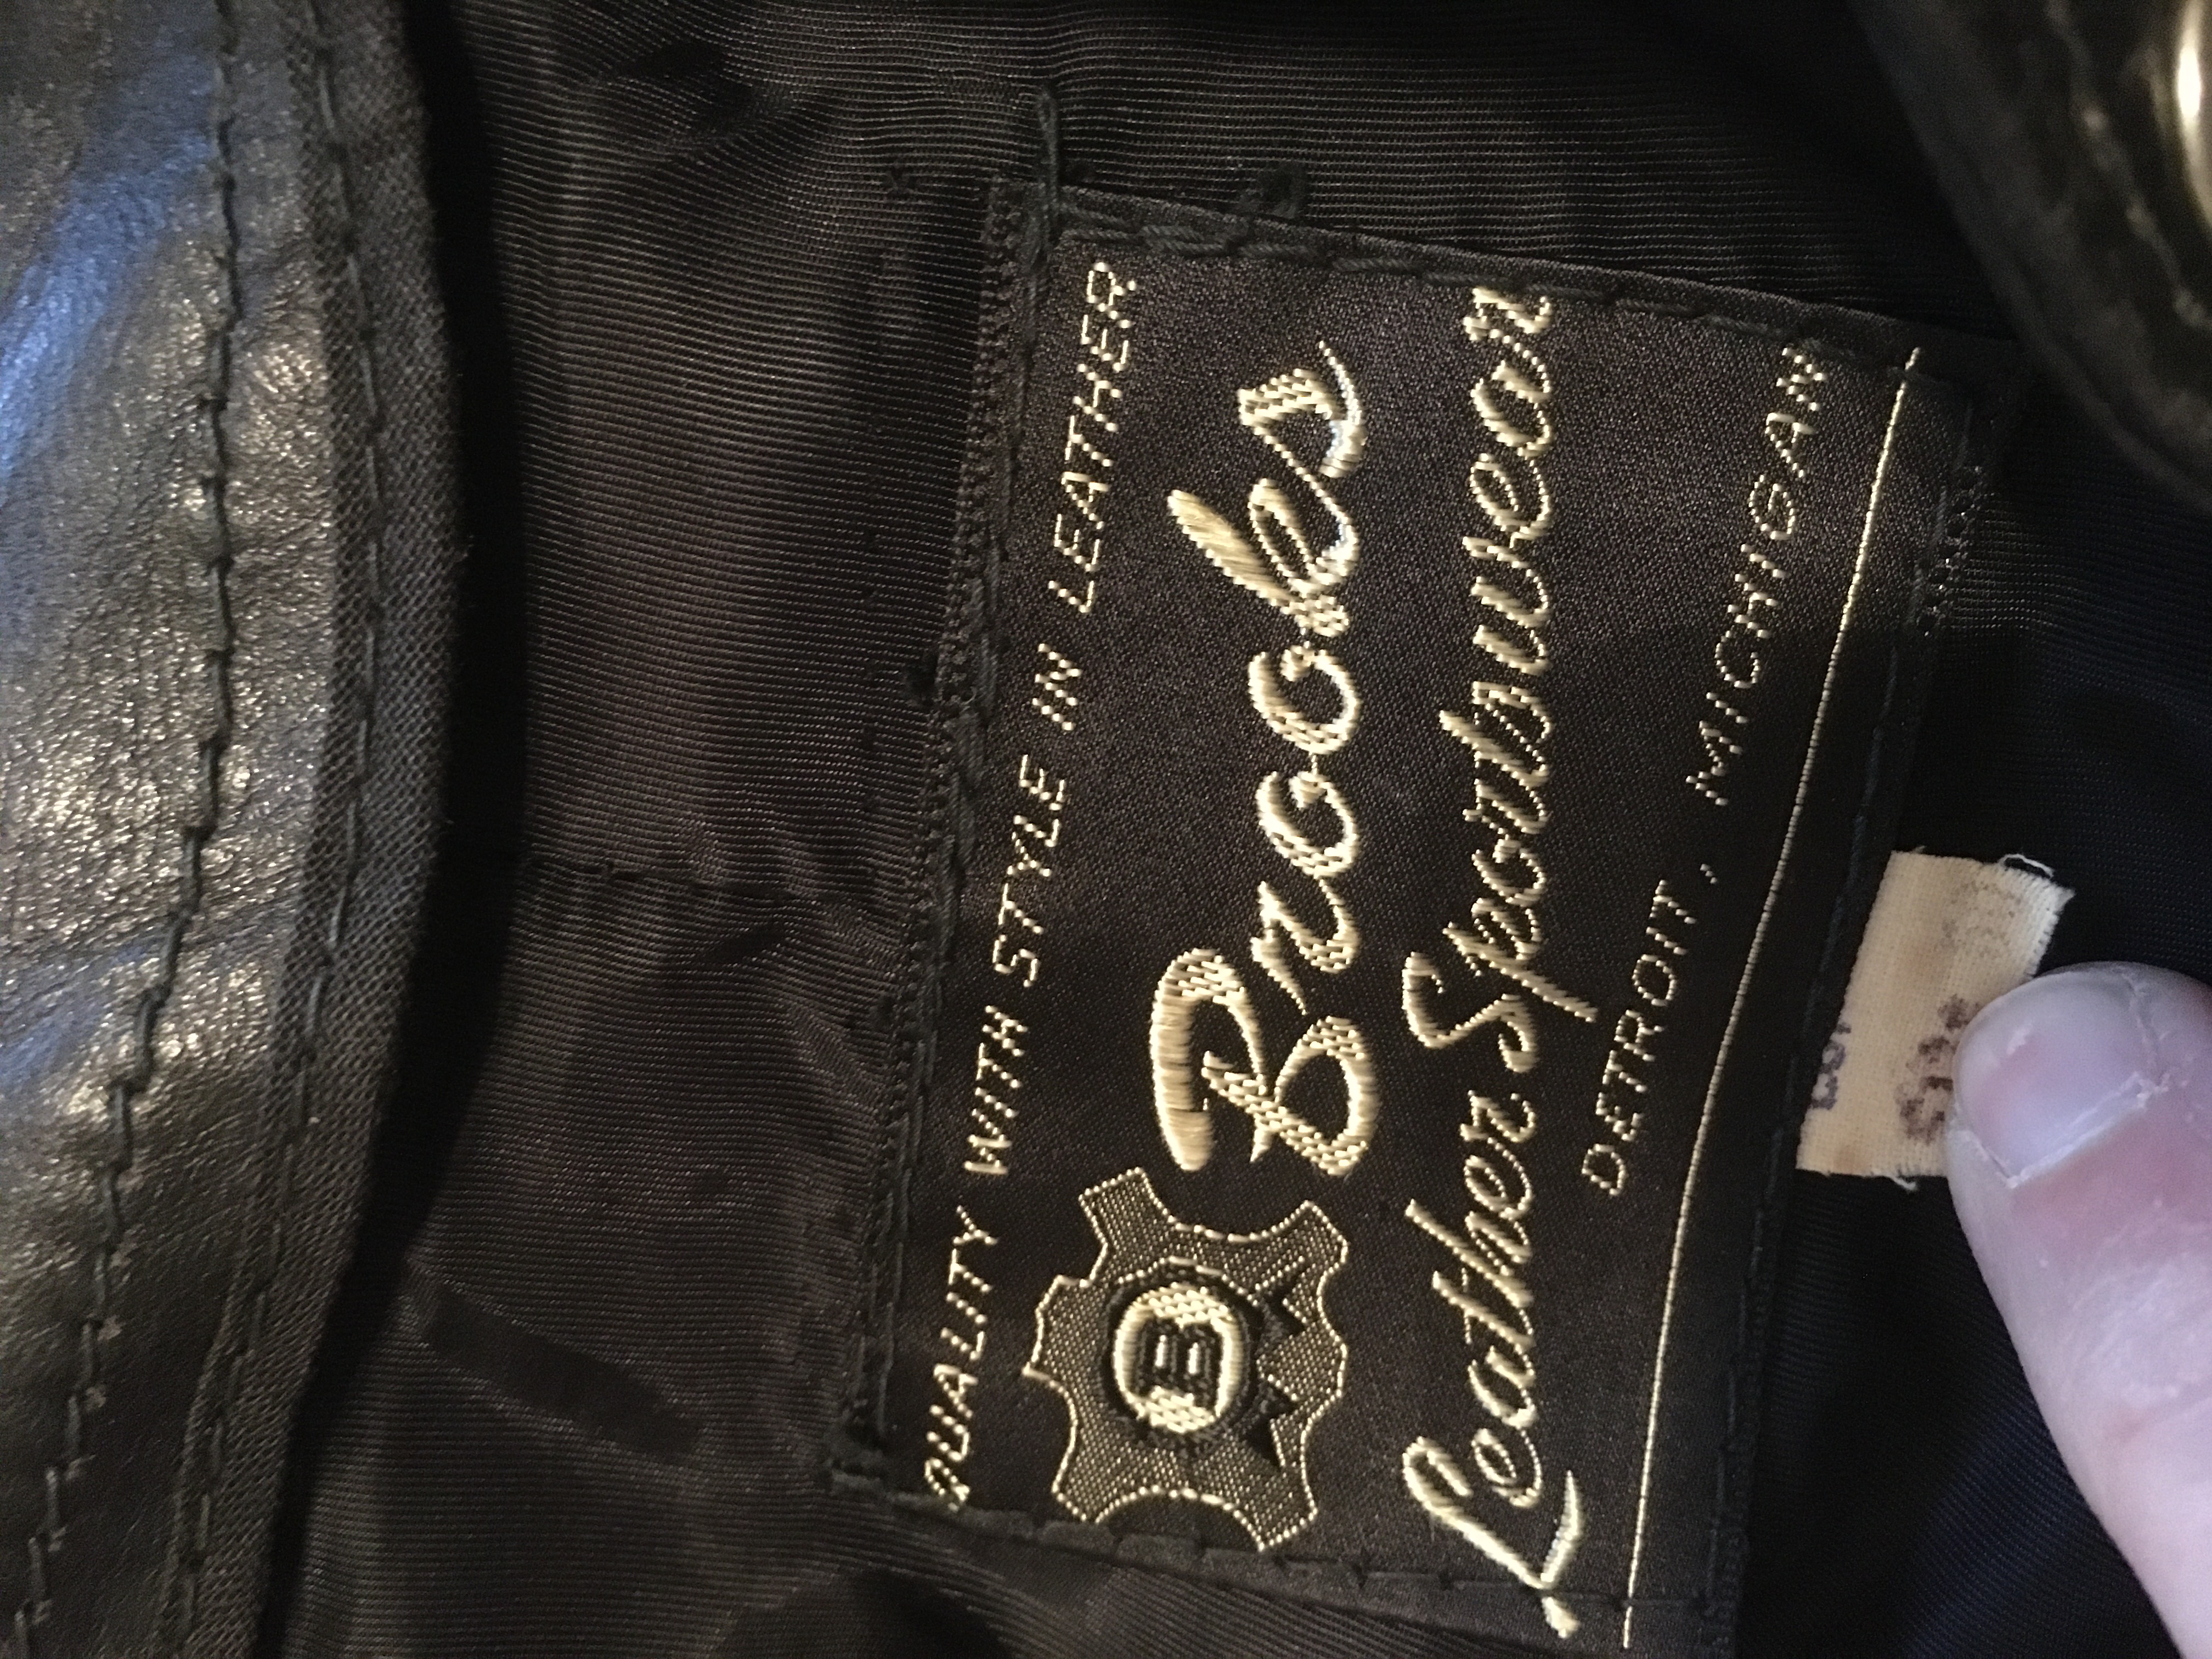 QUALITY WITH STYLE IN LEATHER
B
Brooks
Leather Sportswear
DETROIT, MICHIGAN